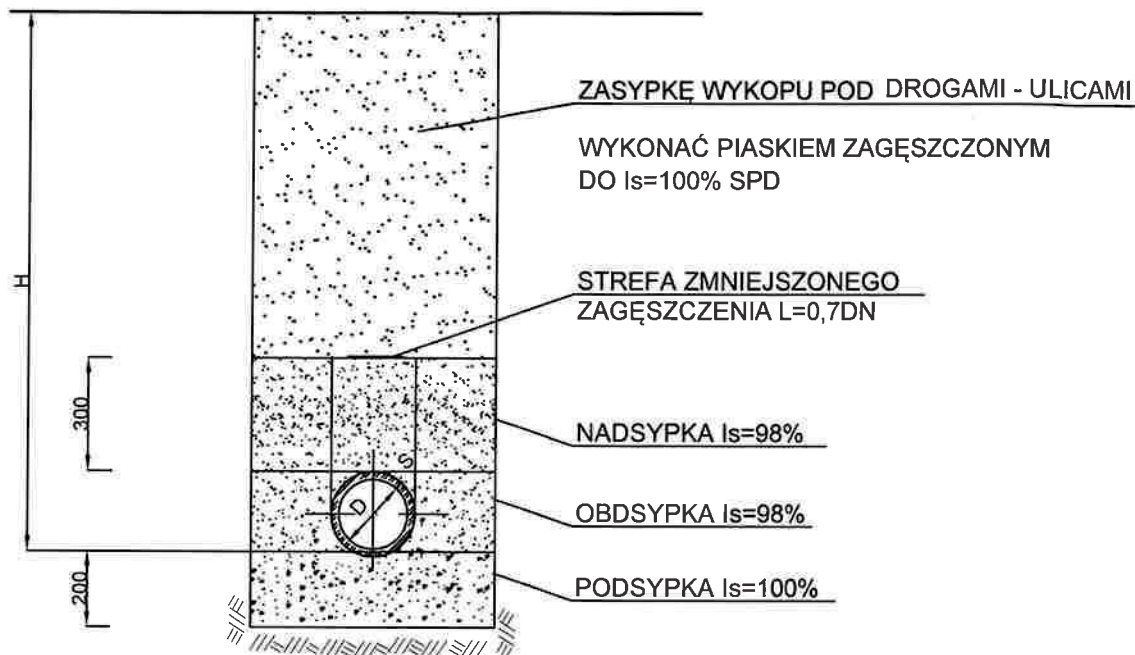 ZASYPKĘ WYKOPU POD DROGAMI - ULICAMI
WYKONAĆ PIASKIEM ZAGĘSZCZONYM
DO Is=100% SPD
STREFA ZMNIEJSZONEGO
ZAGĘSZCZENIA L=0,7DN
H
300
NADSYPKA Is=98%
S
D
OBDSYPKA Is=98%
200
PODSYPKA Is=100%